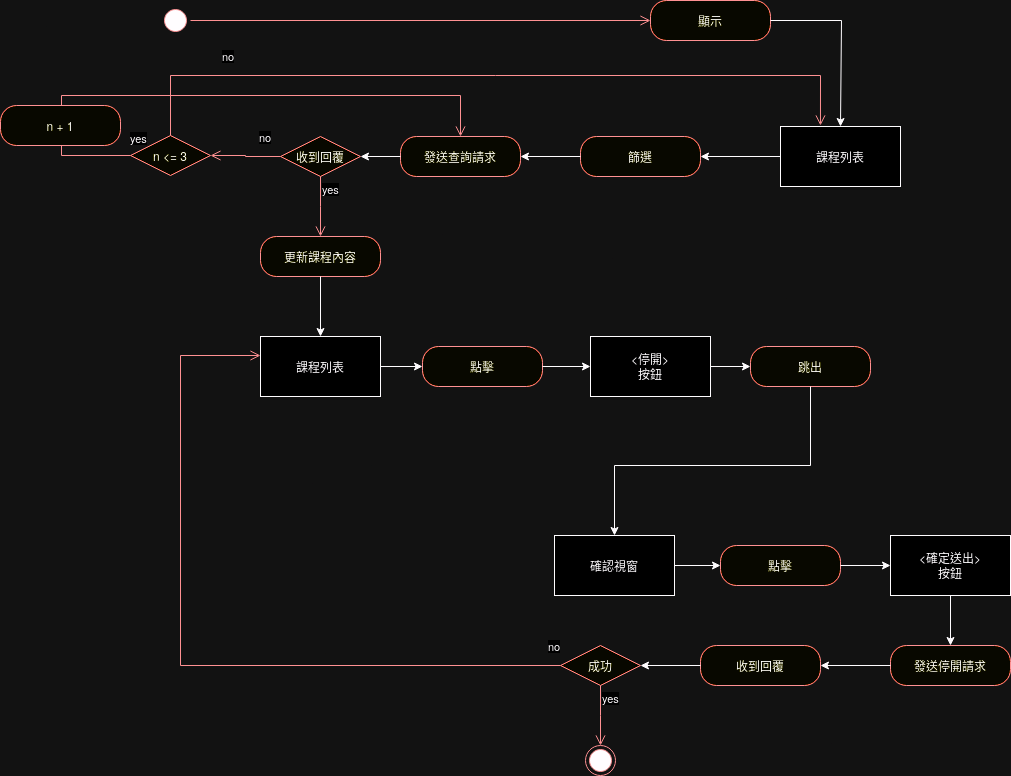 顯示
no
n + 1
yes
n <= 3
no
收到回覆
發送查詢請求
篩選
課程列表
yes
更新課程內容
課程列表
點擊
<停開>
按鈕
跳出
確認視窗
點擊
<確定送出>
按鈕
no
成功
收到回覆
發送停開請求
yes